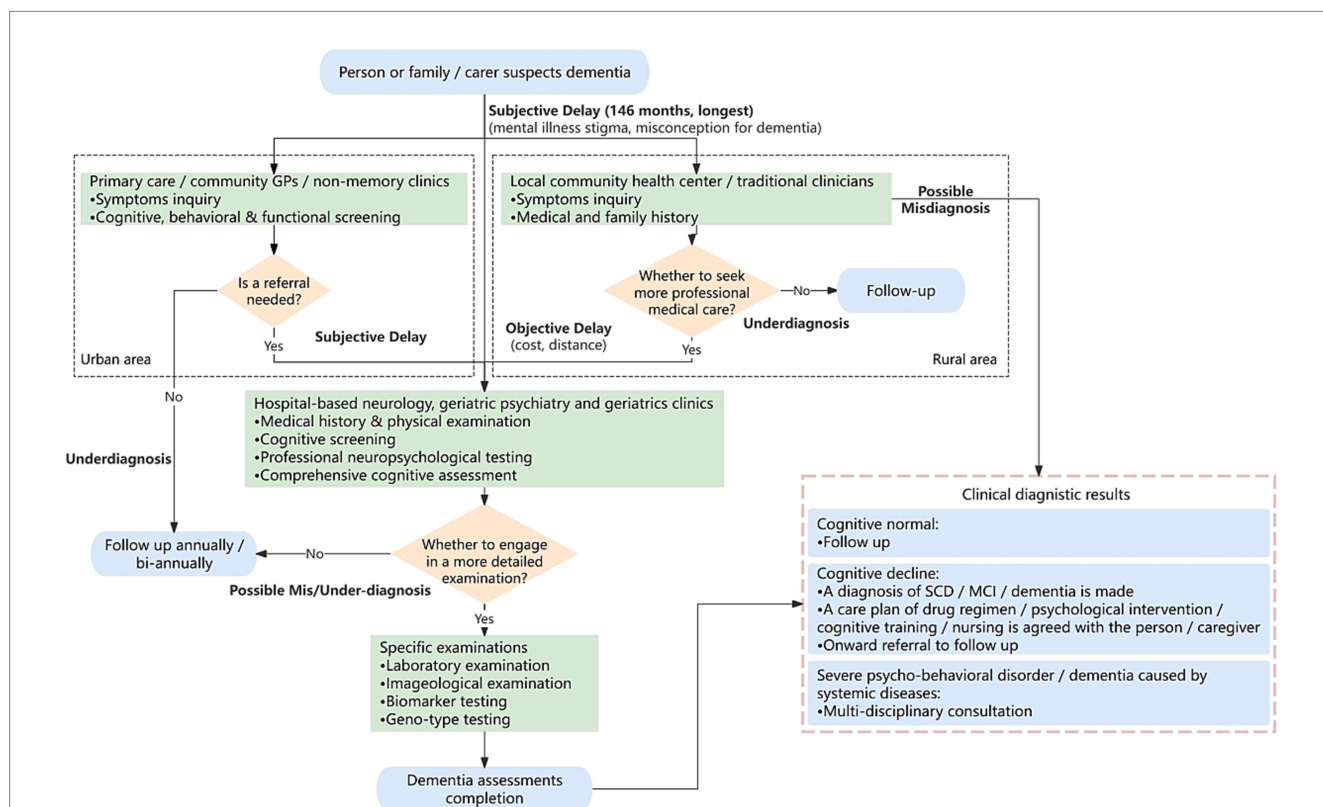 Person or family / carer suspects dementia
Subjective Delay (146 months, longest)
(mental illness stigma, misconception for dementia)
Primary care / community GPs / non-memory clinics
•Symptoms inquiry
•Cognitive, behavioral & functional screening
Is a referral
needed?
Yes
Subjective Delay
Urban area
No
Underdiagnosis
Local community health center / traditional clinicians
•Symptoms inquiry
•Medical and family history
Possible
Misdiagnosis
Whether to seek
more professional
medical care?
No
Underdiagnosis
Follow-up
Objective Delay
(cost, distance)
Yes
Rural area
Hospital-based neurology, geriatric psychiatry and geriatrics clinics
•Medical history & physical examination
•Cognitive screening
•Professional neuropsychological testing
•Comprehensive cognitive assessment
Whether to engage
in a more detailed
examination?
No
Possible Mis/Under-diagnosis
Follow up annually /
bi-annually
Yes
Specific examinations
•Laboratory examination
•Imageological examination
•Biomarker testing
•Geno-type testing
Dementia assessments
completion
Clinical diagnostic results
Cognitive normal:
•Follow up
Cognitive decline:
•A diagnosis of SCD / MCI / dementia is made
•A care plan of drug regimen / psychological intervention /
cognitive training / nursing is agreed with the person / caregiver
•Onward referral to follow up
Severe psycho-behavioral disorder / dementia caused by
systemic diseases:
•Multi-disciplinary consultation